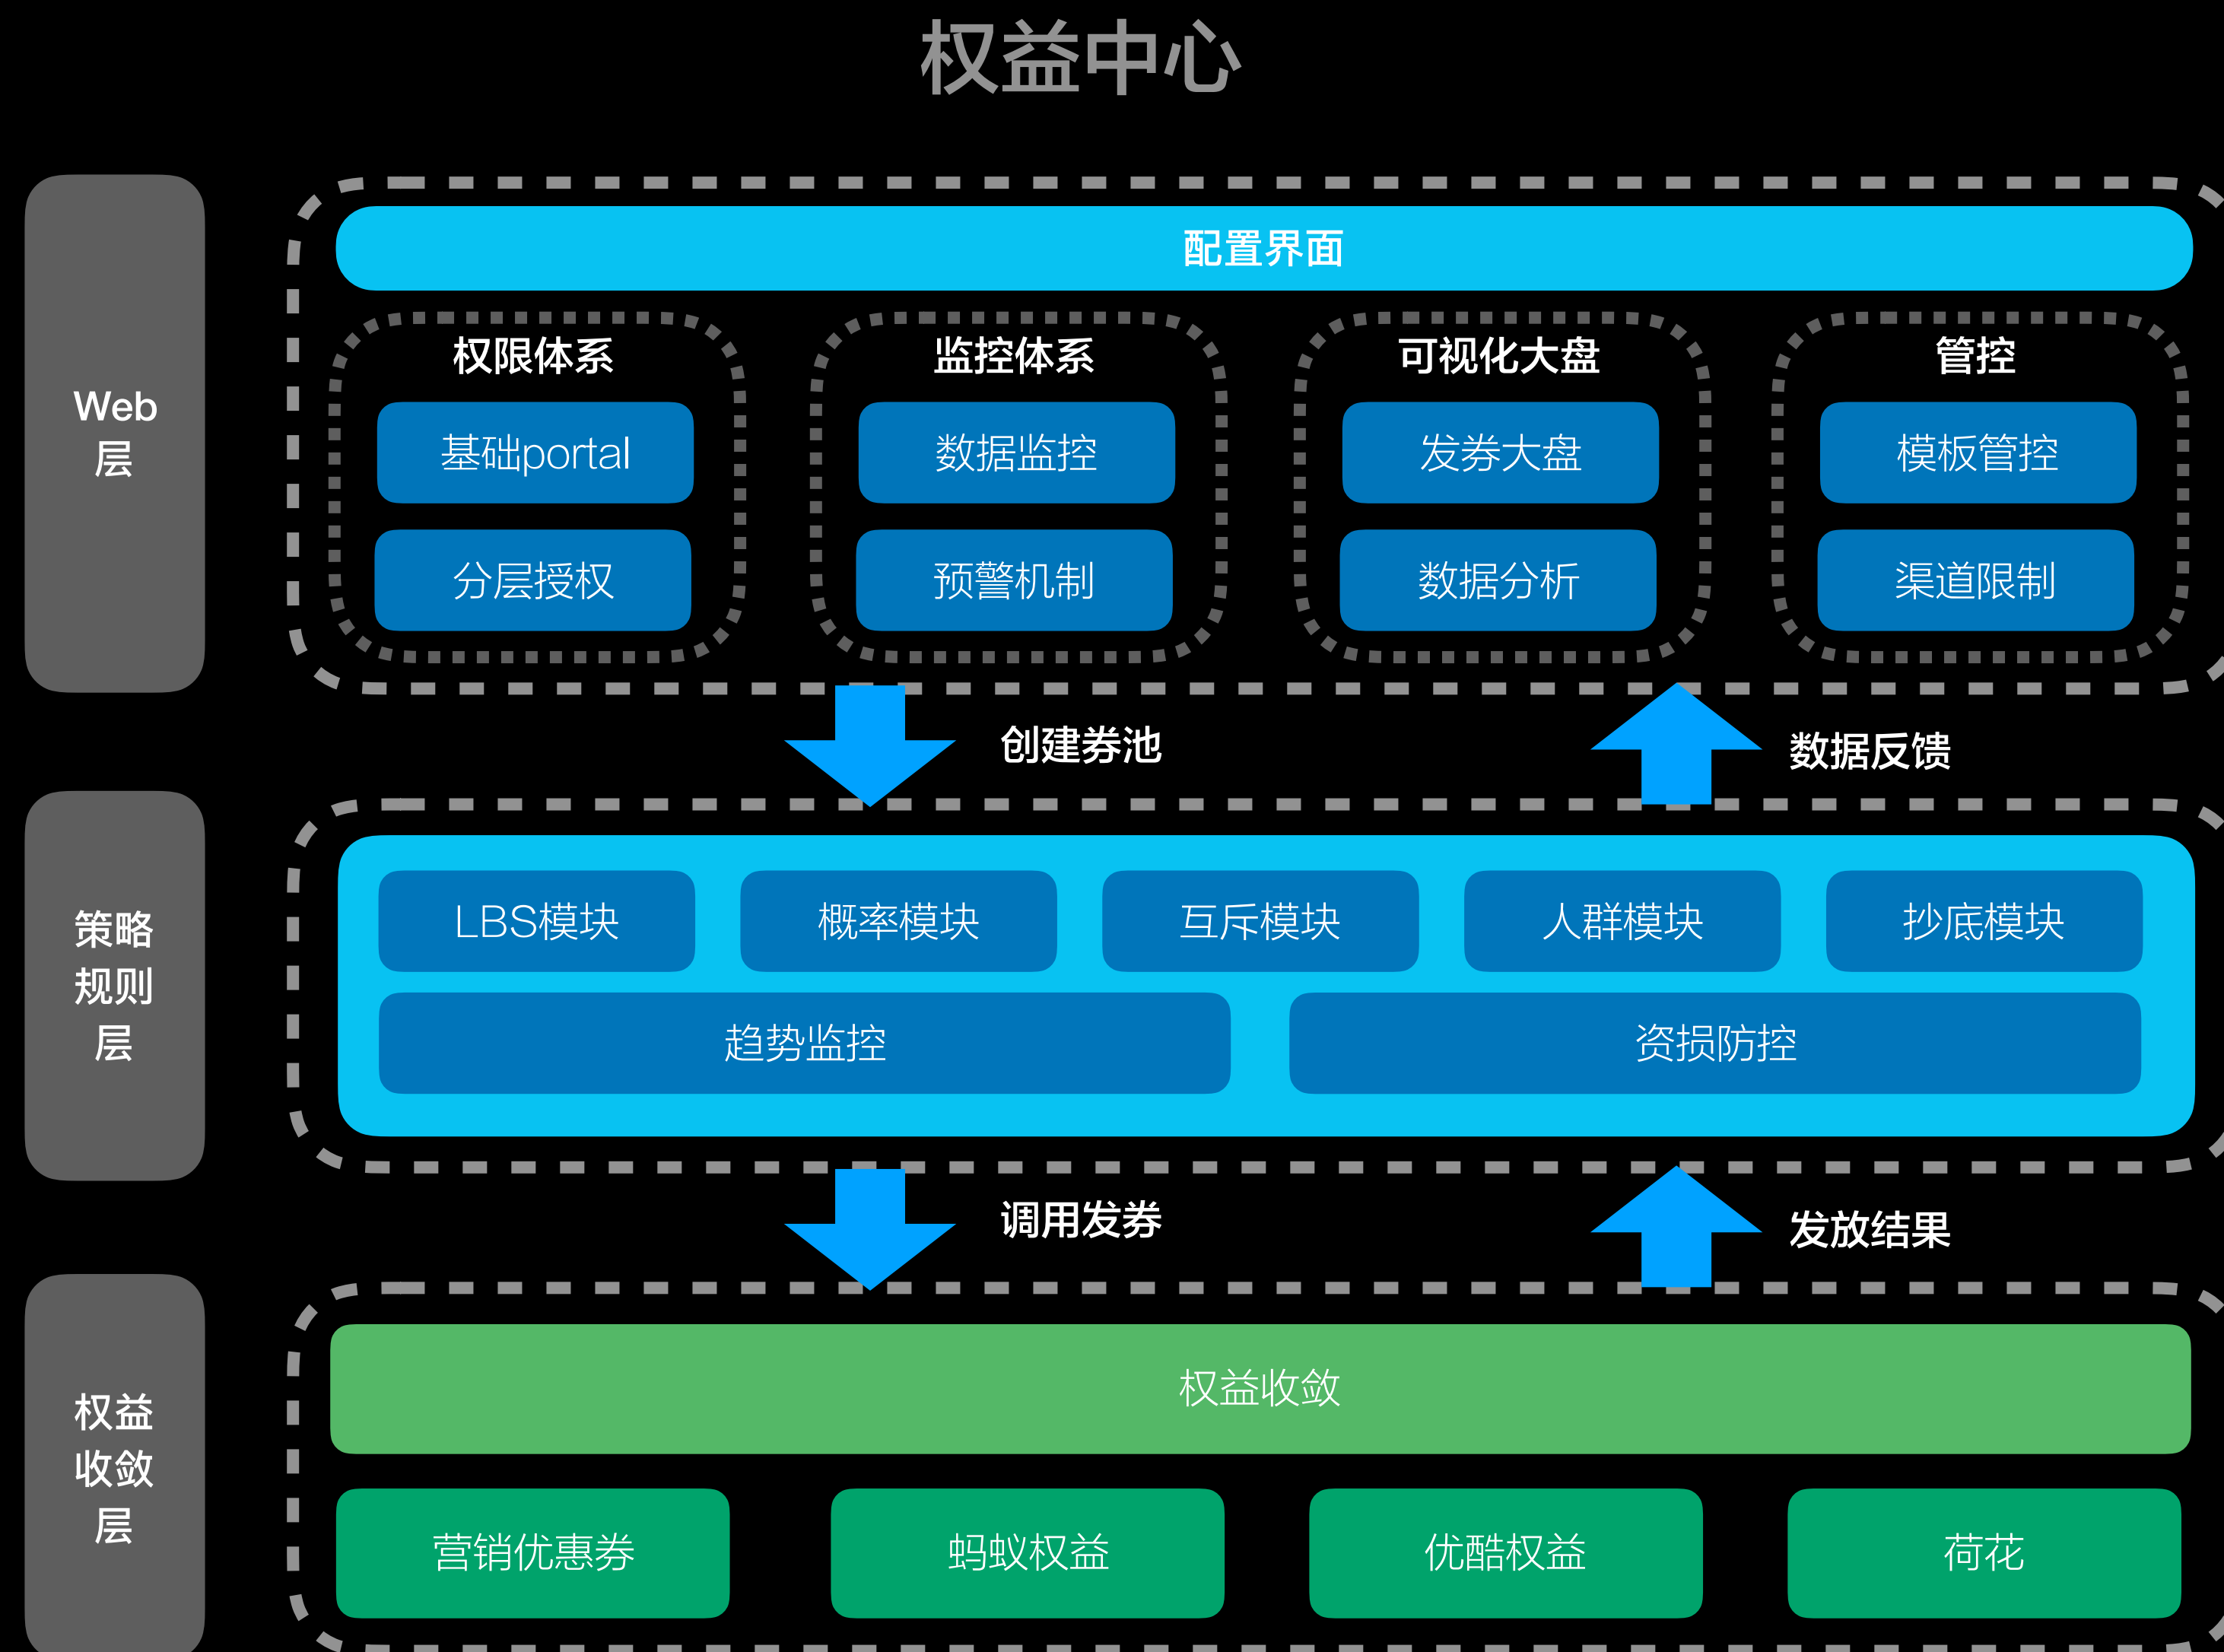 权益中心
Web
层
配置界面
权限体系
监控体系
可视化大盘
管控
基础portal
数据监控
发券大盘
模板管控
分层授权
预警机制
数据分析
渠道限制
创建券池
数据反馈
策略
规则
层
LBS模块
概率模块
互斥模块
人群模块
抄底模块
趋势监控
资损防控
调用发券
发放结果
权益
收敛
层
权益收敛
营销优惠券
蚂蚁权益
优酷权益
荷花